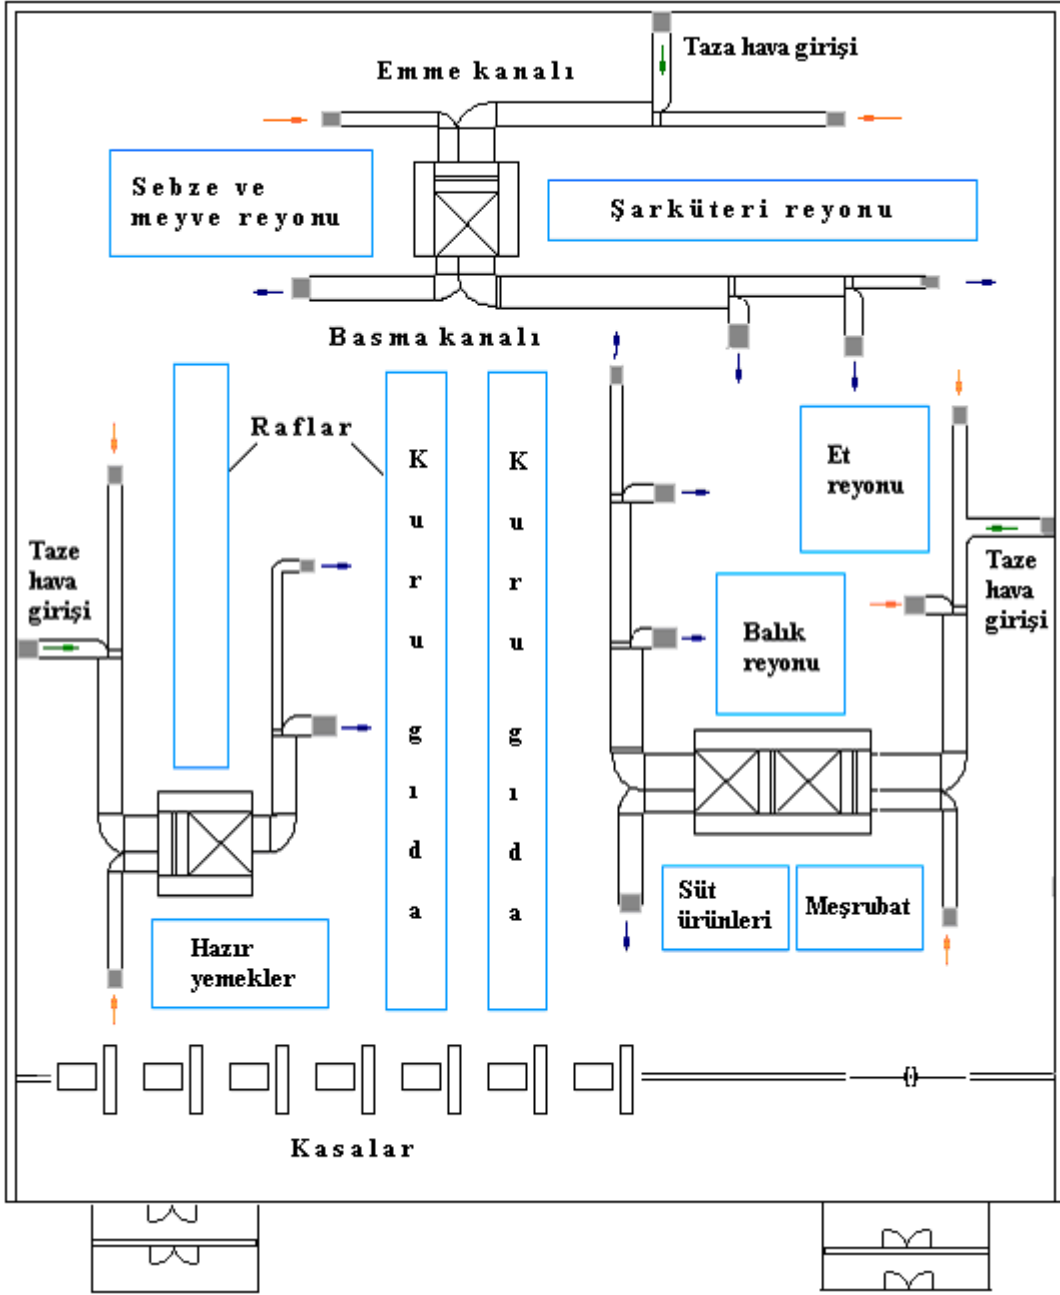 Taza hava girişi
Emme kanalı
Sebze ve
meyve reyonu
Şarküteri reyonu
Basma kanalı
Raflar
K u r u g ı d a
K u r u g ı d a
Et
reyonu
Taze
hava
girişi
Taze
hava
girişi
Balık
reyonu
Süt
ürünleri
Meşrubat
Hazır
yemekler
Kasalar